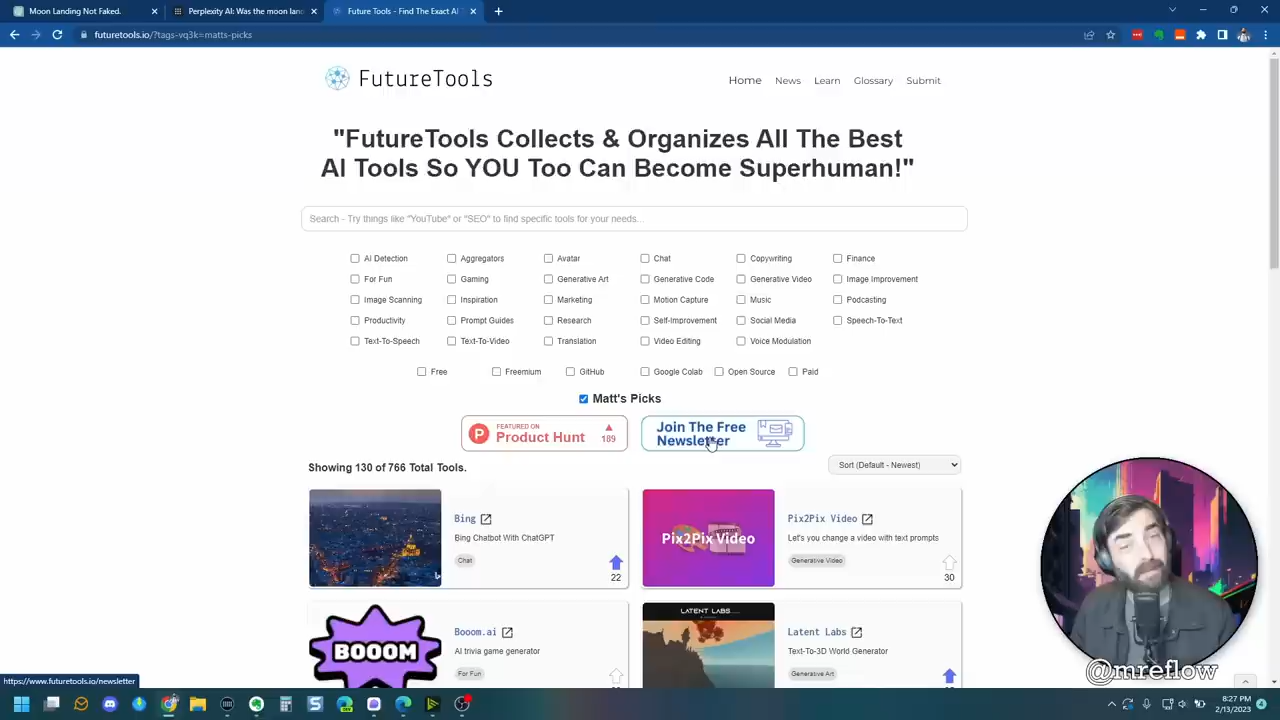 Moon Landing Not Faked.
Perplexity AI: Was the moon land
Future Tools - Find The Exact AI T
futuretools.io/?tags-vq3k=matts-picks
FutureTools
Home News Learn Glossary Submit
"FutureTools Collects & Organizes All The Best
AI Tools So YOU Too Can Become Superhuman!"
Search - Try things like "YouTube" or "SEO" to find specific tools for your needs...
AI Detection Aggregators Avatar Chat Copywriting Finance
For Fun Gaming Generative Art Generative Code Generative Video Image Improvement
Image Scanning Inspiration Marketing Motion Capture Music Podcasting
Productivity Prompt Guides Research Self-Improvement Social Media Speech-To-Text
Text-To-Speech Text-To-Video Translation Video Editing Voice Modulation
Free Freemium GitHub Google Colab Open Source Paid
Matt's Picks
FEATURED ON
Product Hunt
189
Join The Free
Newsletter
Showing 130 of 766 Total Tools.
Sort (Default - Newest)
Bing
Bing Chatbot With ChatGPT
Chat
22
Pix2Pix Video
Pix2Pix Video
Let's you change a video with text prompts
Generative Video
30
BOOOM
Booom.ai
AI trivia game generator
For Fun
LATENT LABS
Latent Labs
Text-To-3D World Generator
Generative Art
@mreflow
https://www.futuretools.io/newsletter
8:27 PM
2/13/2023